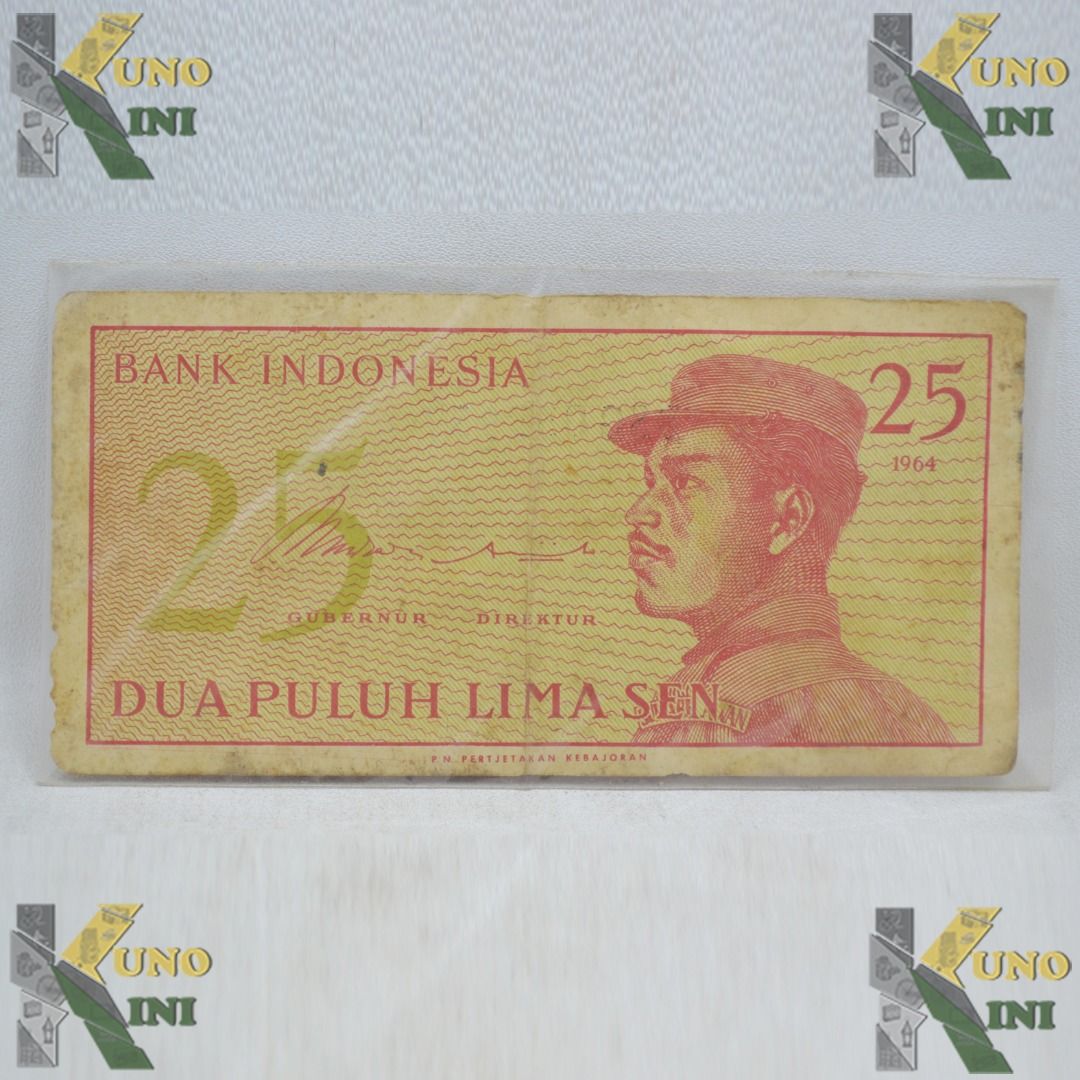 KUNO KINI
KUNO KINI
BANK INDONESIA
25
1964
25
GUBERNUR DIREKTUR
DUA PULUH LIMA SEN
P.N. PERTJETAKAN KEBAJORAN
KUNO KINI
KUNO KINI